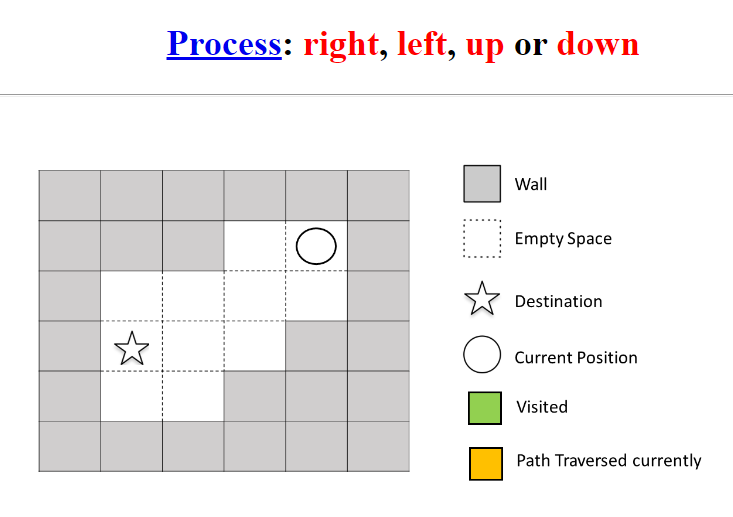 Process: right, left, up or down
Wall
Empty Space
Destination
Current Position
Visited
Path Traversed currently